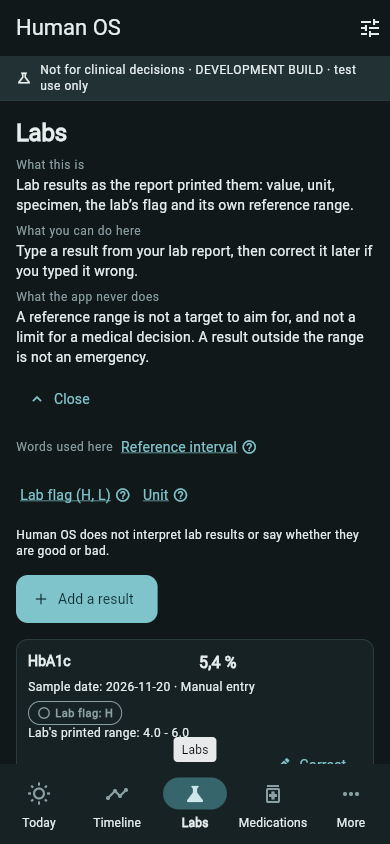 Human OS
Not for clinical decisions · DEVELOPMENT BUILD · test
use only
Labs
What this is
Lab results as the report printed them: value, unit,
specimen, the lab's flag and its own reference range.
What you can do here
Type a result from your lab report, then correct it later if
you typed it wrong.
What the app never does
A reference range is not a target to aim for, and not a
limit for a medical decision. A result outside the range
is not an emergency.
Close
Words used here Reference interval
Lab flag (H, L) Unit
Human OS does not interpret lab results or say whether they
are good or bad.
+ Add a result
HbA1c 5,4 %
Sample date: 2026-11-20 · Manual entry
Lab flag: H
Lab's printed range: 4.0 - 6.0
Labs
Correct
Today Timeline Labs Medications More